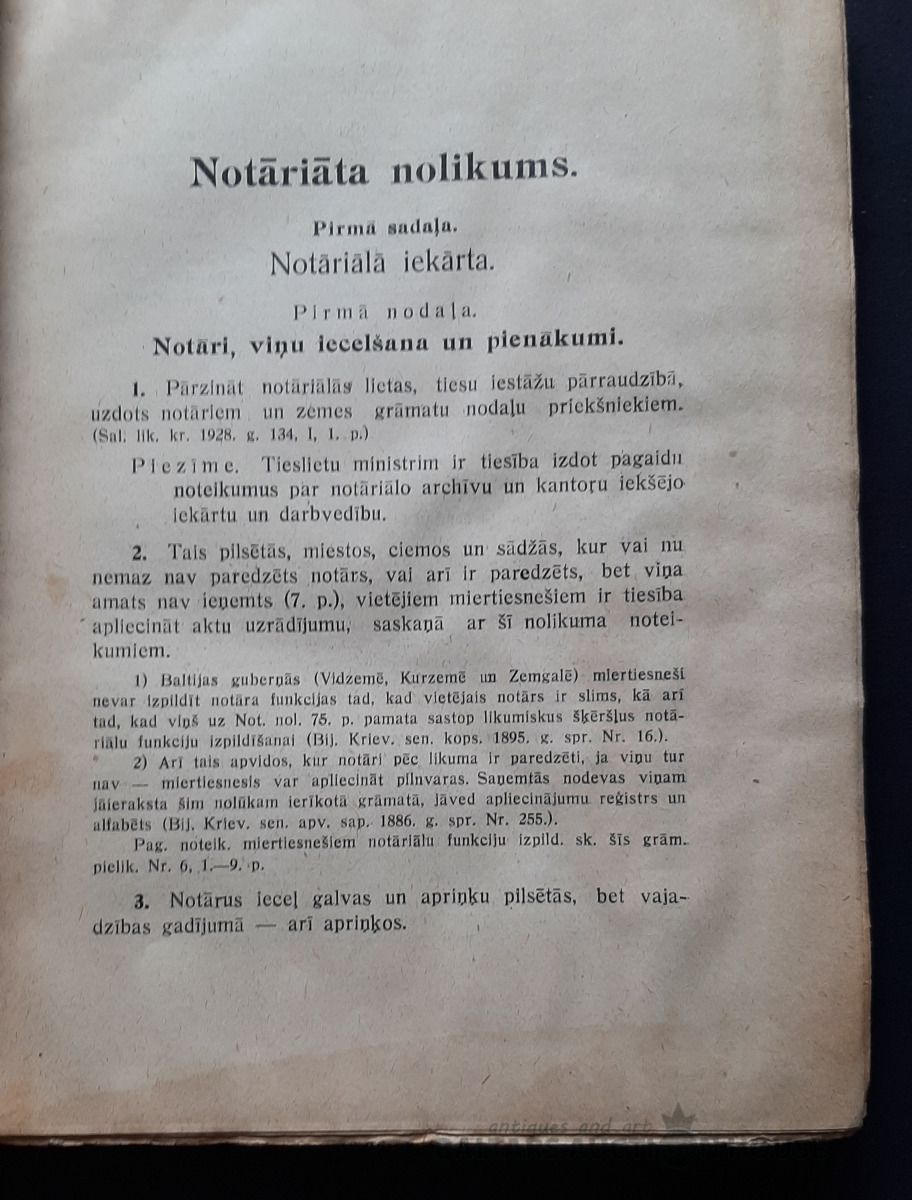 Notāriāta nolikums.
Pirmā sadaļa.
Notāriālā iekārta.
Pirmā nodaļa.
Notāri, viņu iecelšana un pienākumi.
1. Pārzināt notāriālās lietas, tiesu iestāžu pārraudzībā,
uzdots notāriem un zemes grāmatu nodaļu priekšniekiem.
(Sal. lik. kr. 1928. g. 134, I, 1. p.)
Piezīme. Tieslietu ministrim ir tiesība izdot pagaidu
noteikumus par notāriālo archīvu un kantoŗu iekšējo
iekārtu un darbvedību.
2. Tais pilsētās, miestos, ciemos un sādžās, kur vai nu
nemaz nav paredzēts notārs, vai arī ir paredzēts, bet viņa
amats nav ieņemts (7. p.), vietējiem miertiesnešiem ir tiesība
apliecināt aktu uzrādījumu, saskaņā ar šī nolikuma notei-
kumiem.
1) Baltijas guberņās (Vidzemē, Kurzemē un Zemgalē) miertiesneši
nevar izpildīt notāra funkcijas tad, kad vietējais notārs ir slims, kā arī
tad, kad viņš uz Not. nol. 75. p. pamata sastop likumiskus šķēršļus notā-
riālu funkciju izpildīšanai (Bij. Kriev. sen. kops. 1895. g. spr. Nr. 16.).
2) Arī tais apvidos, kur notāri pēc likuma ir paredzēti, ja viņu tur
nav — miertiesnesis var apliecināt pilnvaras. Saņemtās nodevas viņam
jāieraksta šim nolūkam ierīkotā grāmatā, jāved apliecinājumu reģistrs un
alfabēts (Bij. Kriev. sen. apv. sap. 1886. g. spr. Nr. 255.).
Pag. noteik. miertiesnešiem notāriālu funkciju izpild. sk. šīs grām.
pielik. Nr. 6, 1.—9. p.
3. Notārus ieceļ galvas un apriņķu pilsētās, bet vaja-
dzības gadījumā — arī apriņķos.
antiques and art